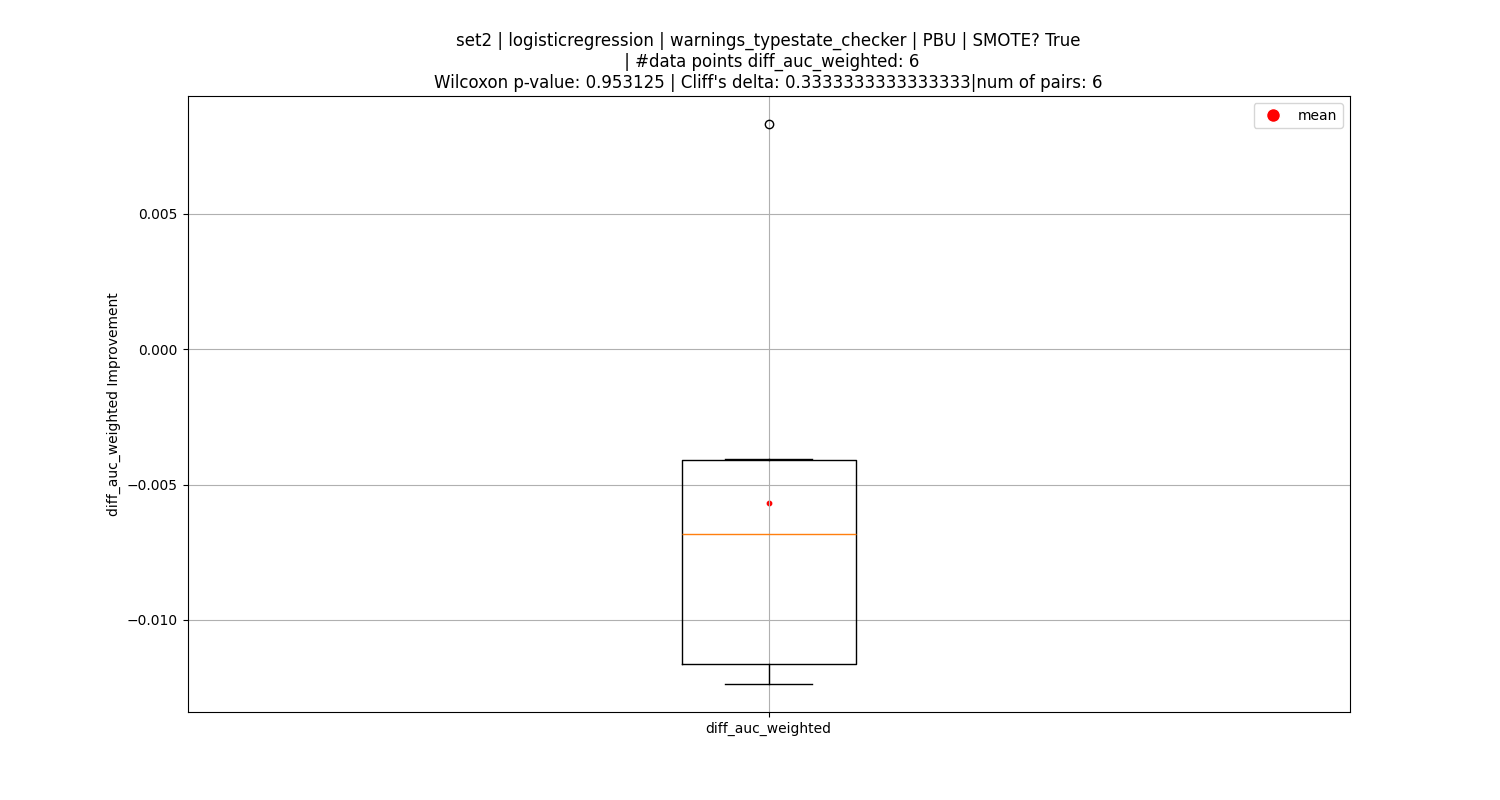 set2 | logisticregression | warnings_typestate_checker | PBU | SMOTE? True
| #data points diff_auc_weighted: 6
Wilcoxon p-value: 0.953125 | Cliff's delta: 0.3333333333333333|num of pairs: 6
mean
0.005
0.000
−0.005
−0.010
diff_auc_weighted Improvement
diff_auc_weighted